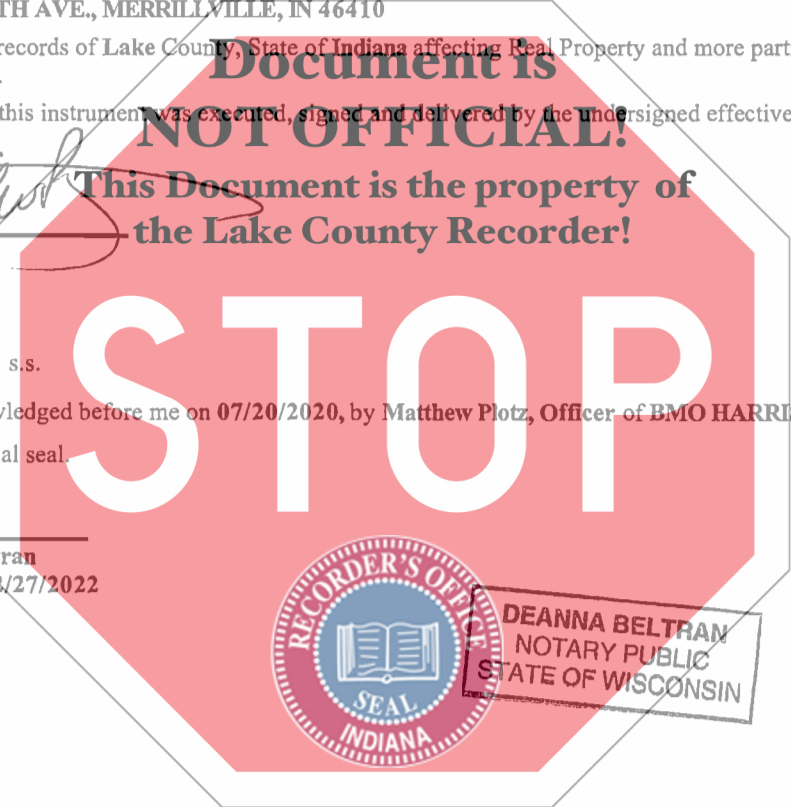 TH AVE., MERRILLVILLE, IN 46410
records of Lake County, State of Indiana affecting Real Property and more part
Document is
this instrument was executed, signed and delivered by the undersigned effective
NOT OFFICIAL!
This Document is the property of
the Lake County Recorder!
STOP
s.s.
wledged before me on 07/20/2020, by Matthew Plotz, Officer of BMO HARRI
al seal.
ran
/27/2022
RECORDER'S OFFICE
SEAL
INDIANA
DEANNA BELTRAN
NOTARY PUBLIC
STATE OF WISCONSIN